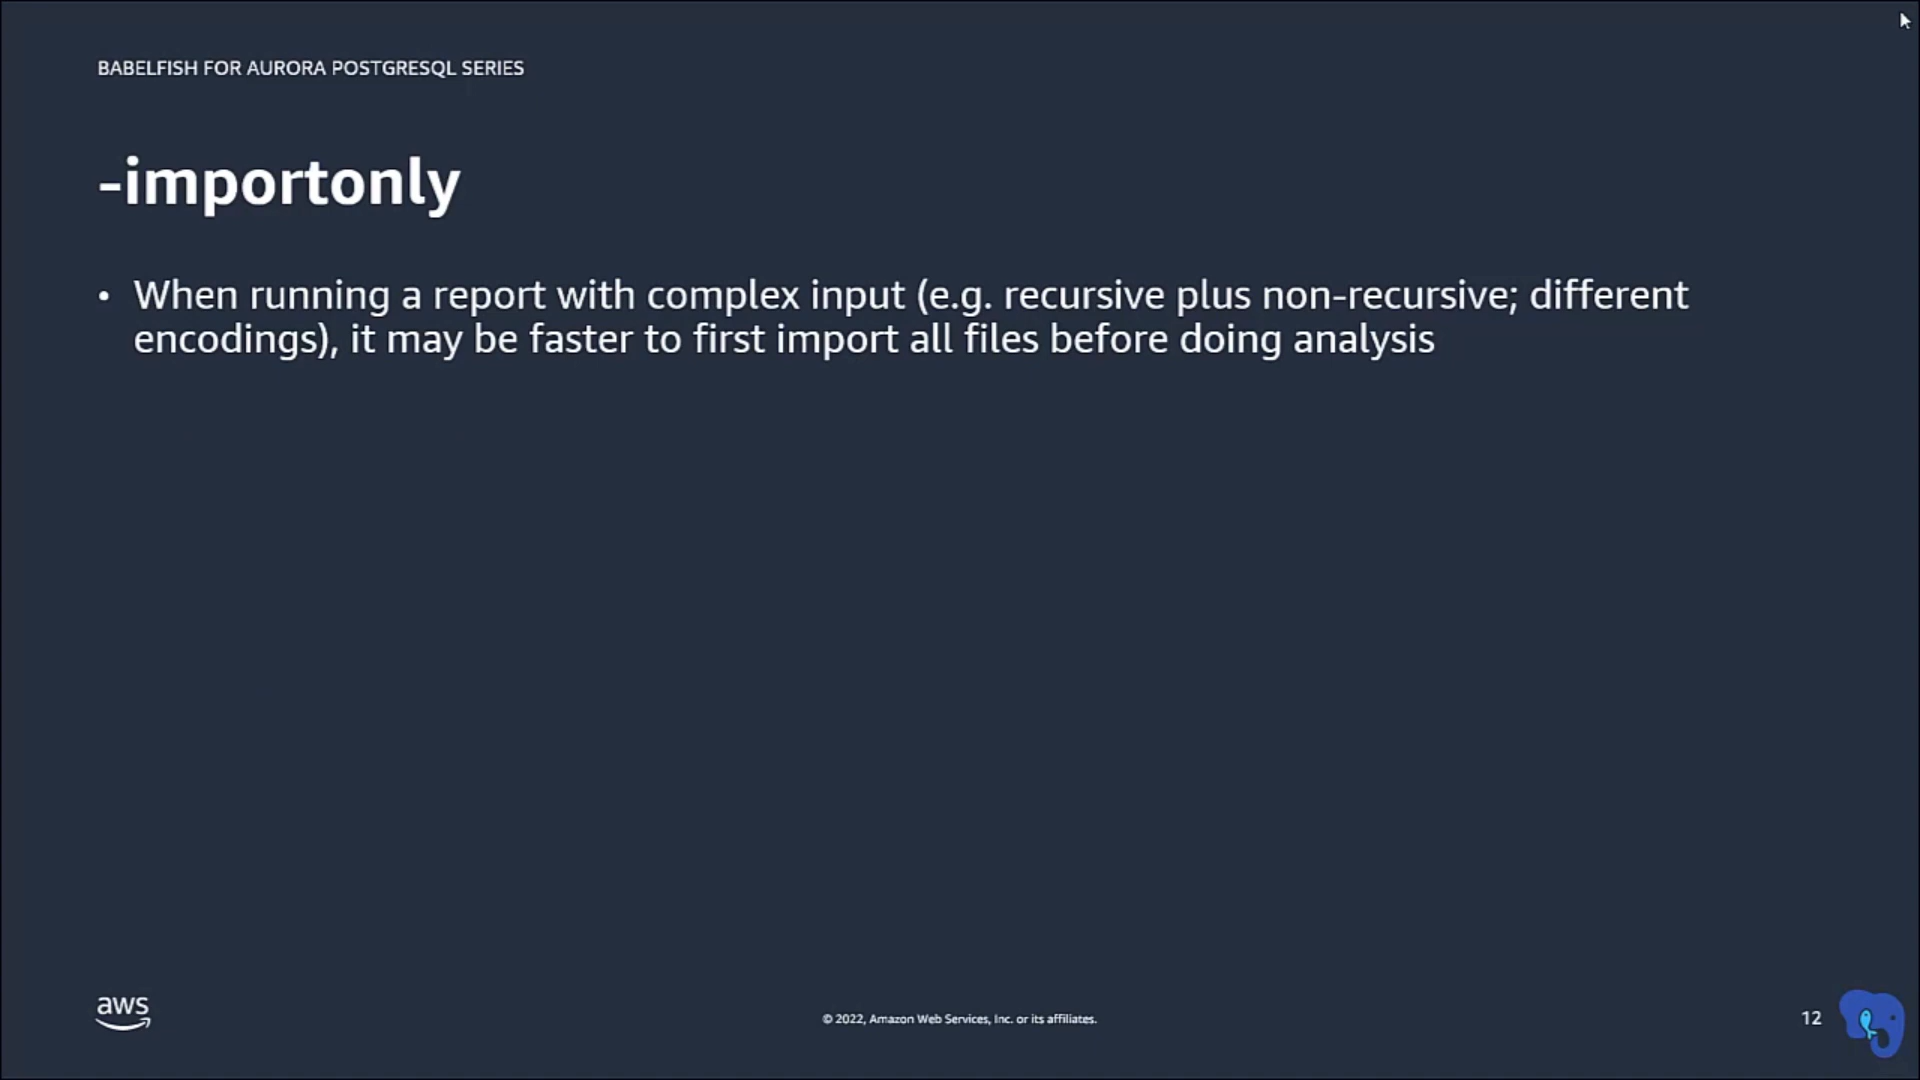 BABELFISH FOR AURORA POSTGRESQL SERIES
-importonly
• When running a report with complex input (e.g. recursive plus non-recursive; different
encodings), it may be faster to first import all files before doing analysis
aws
© 2022, Amazon Web Services, Inc. or its affiliates.
12